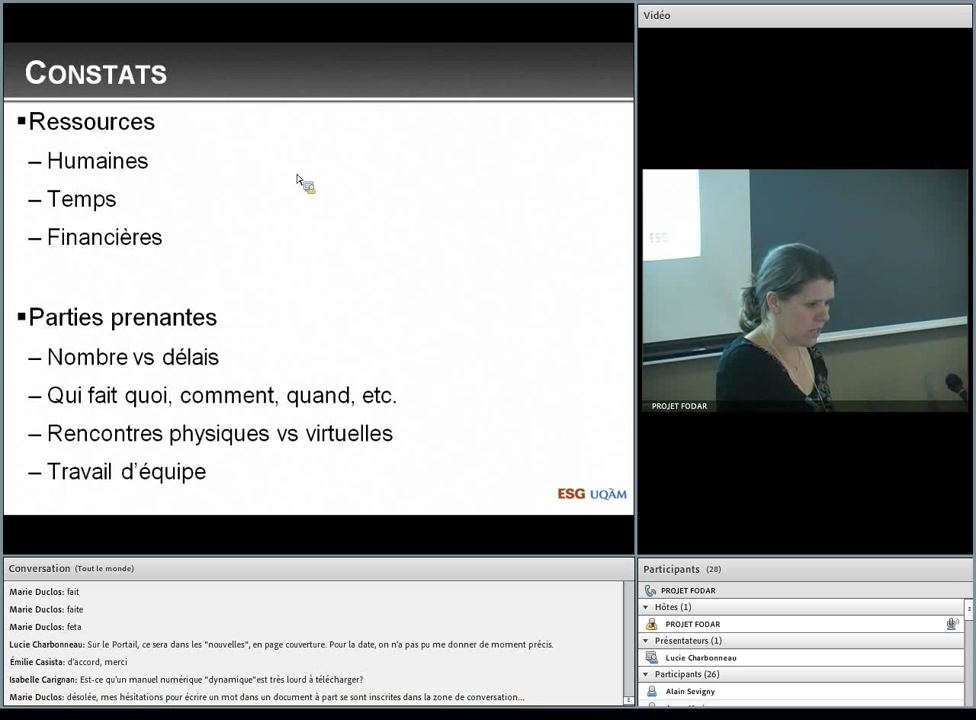 CONSTATS
▪Ressources
– Humaines
– Temps
– Financières
▪Parties prenantes
– Nombre vs délais
– Qui fait quoi, comment, quand, etc.
– Rencontres physiques vs virtuelles
– Travail d'équipe
ESG UQÀM
Vidéo
ESG
PROJET FODAR
Conversation (Tout le monde)
Marie Duclos: fait
Marie Duclos: faite
Marie Duclos: feta
Lucie Charbonneau: Sur le Portail, ce sera dans les "nouvelles", en page couverture. Pour la date, on n'a pas pu me donner de moment précis.
Émilie Casista: d'accord, merci
Isabelle Carignan: Est-ce qu'un manuel numérique "dynamique"est très lourd à télécharger?
Marie Duclos: désolée, mes hésitations pour écrire un mot dans un document à part se sont inscrites dans la zone de conversation...
Participants (28)
PROJET FODAR
Hôtes (1)
PROJET FODAR
Présentateurs (1)
Lucie Charbonneau
Participants (26)
Alain Sevigny